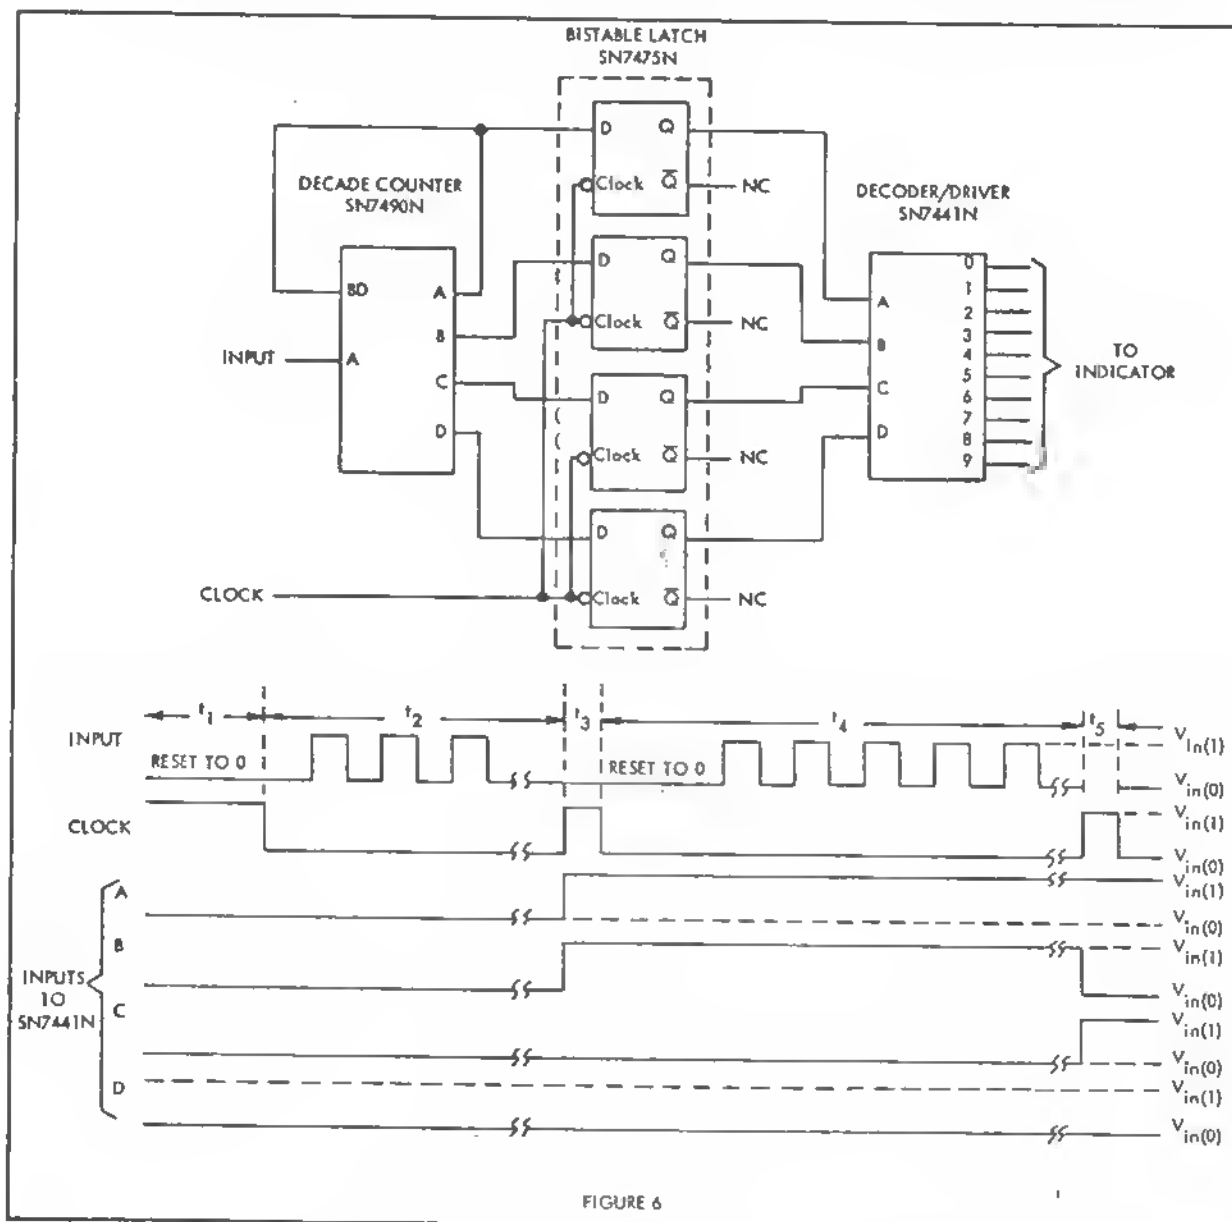 BISTABLE LATCH
SN7475N
D Q
Clock Q̅ NC
DECADE COUNTER
SN7490N
DECODER/DRIVER
SN7441N
BD A
B
INPUT A
C
D
D Q
Clock Q̅ NC
D Q
Clock Q̅ NC
D Q
Clock Q̅ NC
A
B
C
D
0
1
2
3
4
5
6
7
8
9
TO
INDICATOR
CLOCK
t1 t2 t3 t4 t5
INPUT
RESET TO 0 RESET TO 0
Vin(1)
Vin(0)
CLOCK
Vin(1)
Vin(0)
INPUTS
TO
SN7441N
A
Vin(1)
Vin(0)
B
Vin(1)
Vin(0)
C
Vin(1)
Vin(0)
D
Vin(1)
Vin(0)
FIGURE 6